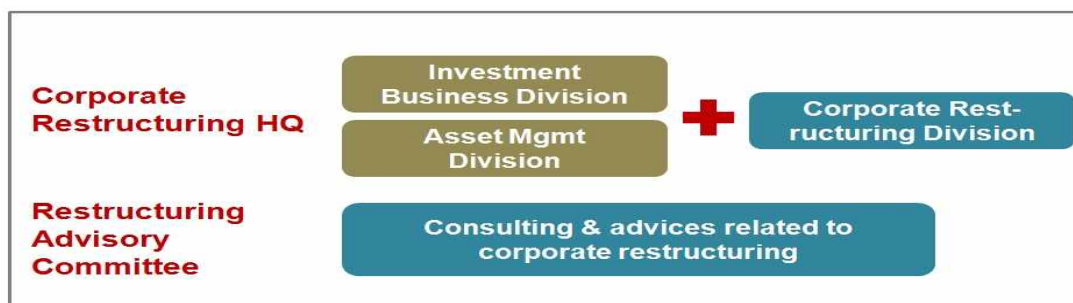 Corporate
Restructuring HQ
Investment
Business Division
Asset Mgmt
Division
Corporate Rest-
ructuring Division
Restructuring
Advisory
Committee
Consulting & advices related to
corporate restructuring